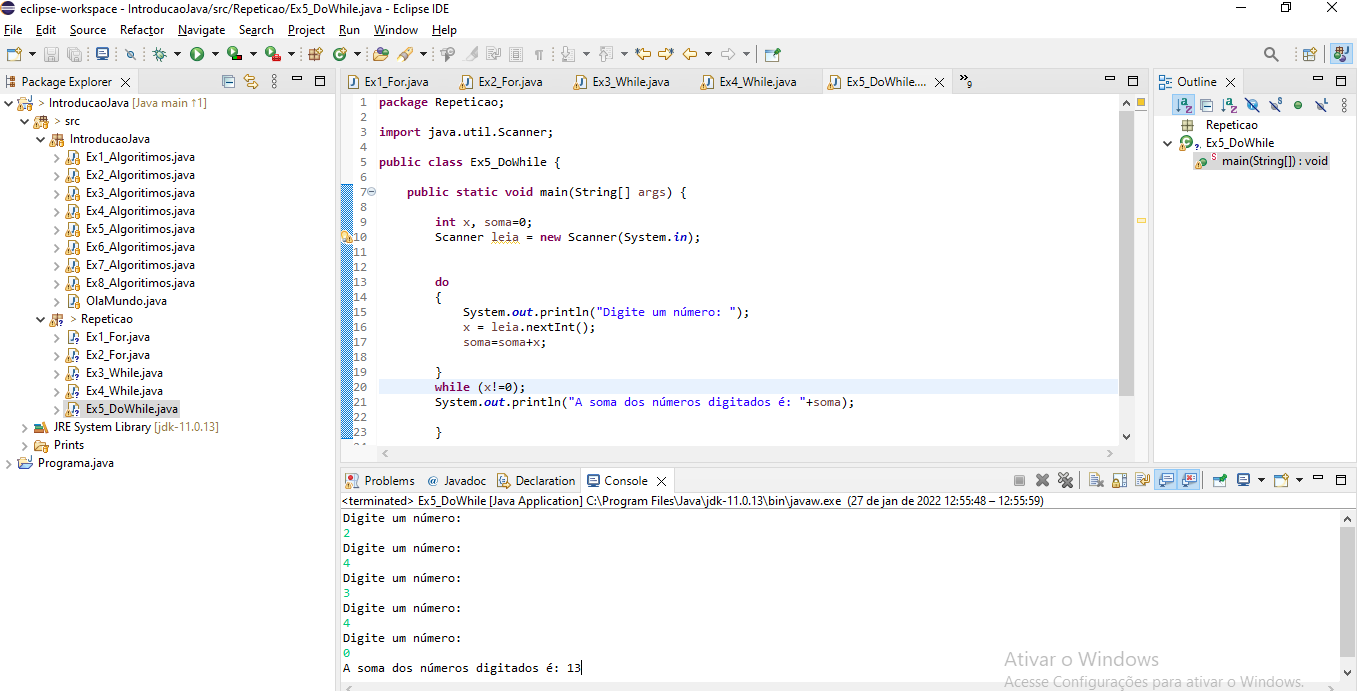 eclipse-workspace - IntroducaoJava/src/Repeticao/Ex5_DoWhile.java - Eclipse IDE
File Edit Source Refactor Navigate Search Project Run Window Help
Package Explorer
> IntroducaoJava [Java main ↑1]
> src
IntroducaoJava
Ex1_Algoritimos.java
Ex2_Algoritimos.java
Ex3_Algoritimos.java
Ex4_Algoritimos.java
Ex5_Algoritimos.java
Ex6_Algoritimos.java
Ex7_Algoritimos.java
Ex8_Algoritimos.java
OlaMundo.java
> Repeticao
Ex1_For.java
Ex2_For.java
Ex3_While.java
Ex4_While.java
Ex5_DoWhile.java
JRE System Library [jdk-11.0.13]
Prints
Programa.java
Ex1_For.java Ex2_For.java Ex3_While.java Ex4_While.java Ex5_DoWhile.... »9
1 package Repeticao;
2
3 import java.util.Scanner;
4
5 public class Ex5_DoWhile {
6
7 public static void main(String[] args) {
8
9 int x, soma=0;
10 Scanner leia = new Scanner(System.in);
11
12
13 do
14 {
15 System.out.println("Digite um número: ");
16 x = leia.nextInt();
17 soma=soma+x;
18
19 }
20 while (x!=0);
21 System.out.println("A soma dos números digitados é: "+soma);
22
23 }
Outline
Repeticao
Ex5_DoWhile
main(String[]) : void
Problems @ Javadoc Declaration Console
<terminated> Ex5_DoWhile [Java Application] C:\Program Files\Java\jdk-11.0.13\bin\javaw.exe (27 de jan de 2022 12:55:48 – 12:55:59)
Digite um número:
2
Digite um número:
4
Digite um número:
3
Digite um número:
4
Digite um número:
0
A soma dos números digitados é: 13
Ativar o Windows
Acesse Configurações para ativar o Windows.